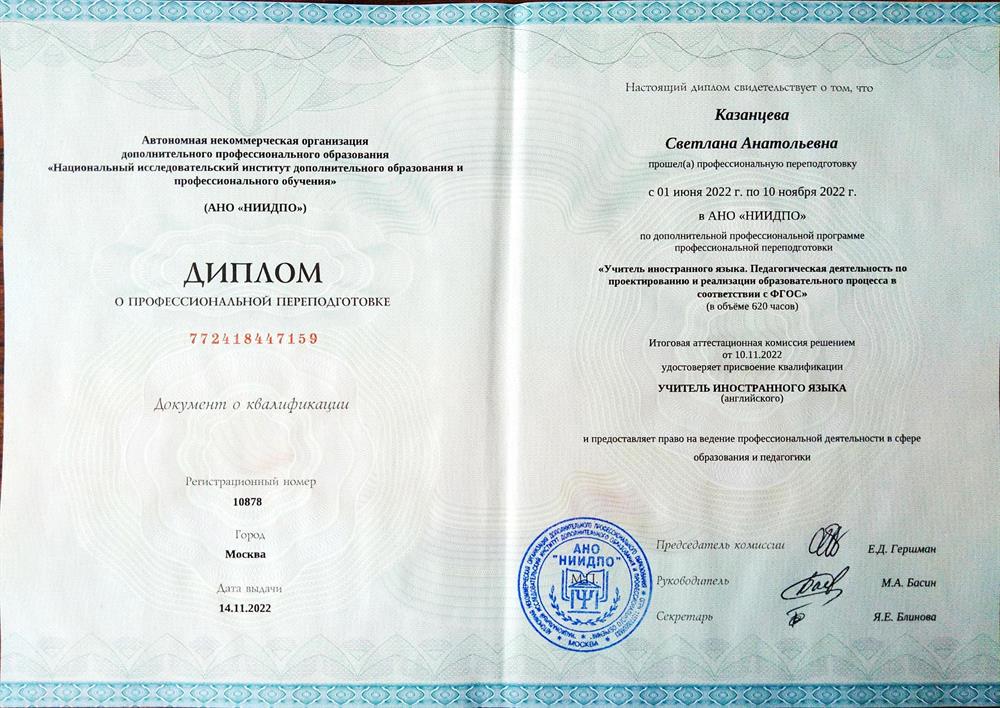 Автономная некоммерческая организация
дополнительного профессионального образования
«Национальный исследовательский институт дополнительного образования и
профессионального обучения»
(АНО «НИИДПО»)
ДИПЛОМ
О ПРОФЕССИОНАЛЬНОЙ ПЕРЕПОДГОТОВКЕ
772418447159
Документ о квалификации
Регистрационный номер
10878
Город
Москва
Дата выдачи
14.11.2022
Настоящий диплом свидетельствует о том, что
Казанцева
Светлана Анатольевна
прошел(а) профессиональную переподготовку
с 01 июня 2022 г. по 10 ноября 2022 г.
в АНО «НИИДПО»
по дополнительной профессиональной программе
профессиональной переподготовки
«Учитель иностранного языка. Педагогическая деятельность по
проектированию и реализации образовательного процесса в
соответствии с ФГОС»
(в объёме 620 часов)
Итоговая аттестационная комиссия решением
от 10.11.2022
удостоверяет присвоение квалификации
УЧИТЕЛЬ ИНОСТРАННОГО ЯЗЫКА
(английского)
и предоставляет право на ведение профессиональной деятельности в сфере
образования и педагогики
Председатель комиссии Е.Д. Гершман
Руководитель М.А. Басин
Секретарь Я.Е. Блинова
АНО
"НИИДПО"
М.П.
МОСКВА